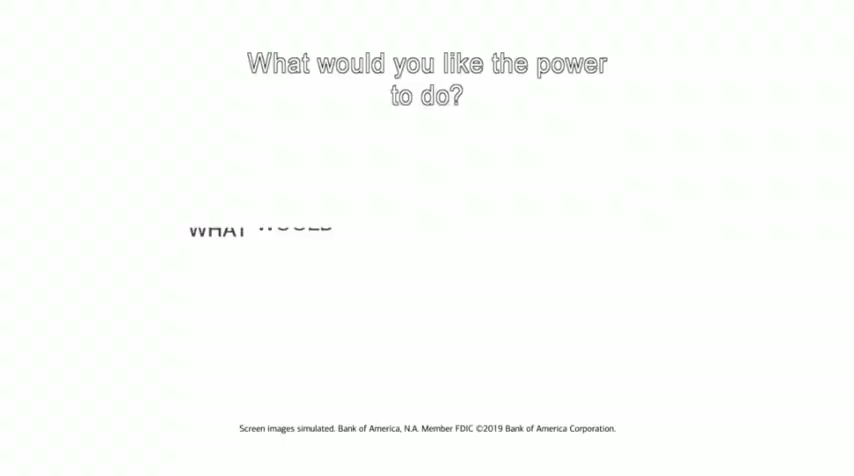 What would you like the power
to do?
WHAT WOULD
Screen images simulated. Bank of America, N.A. Member FDIC ©2019 Bank of America Corporation.